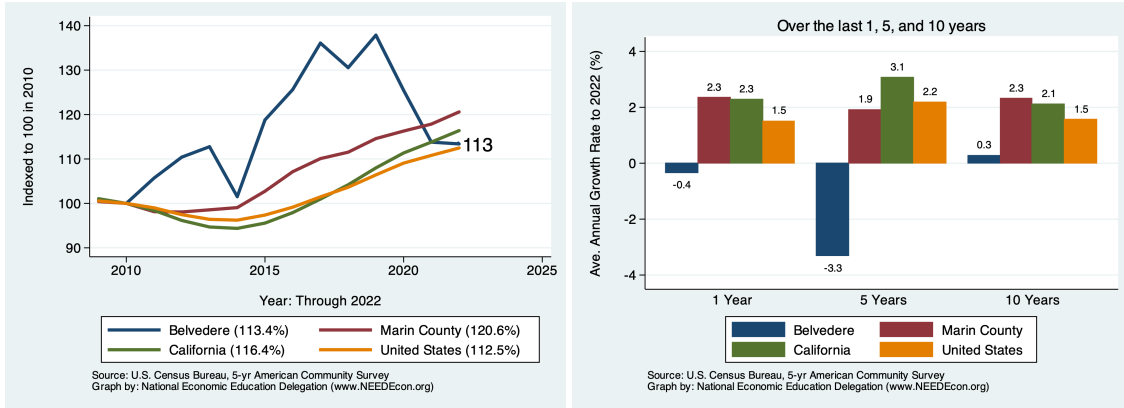 140
130
120
110
100
90
Indexed to 100 in 2010
113
2010
2015
2020
2025
Year: Through 2022
Belvedere (113.4%)
Marin County (120.6%)
California (116.4%)
United States (112.5%)
Source: U.S. Census Bureau, 5-yr American Community Survey
Graph by: National Economic Education Delegation (www.NEEDEcon.org)
Over the last 1, 5, and 10 years
Ave. Annual Growth Rate to 2022 (%)
4
2
0
-2
-4
-0.4
2.3
2.3
1.5
-3.3
1.9
3.1
2.2
0.3
2.3
2.1
1.5
1 Year
5 Years
10 Years
Belvedere
Marin County
California
United States
Source: U.S. Census Bureau, 5-yr American Community Survey
Graph by: National Economic Education Delegation (www.NEEDEcon.org)